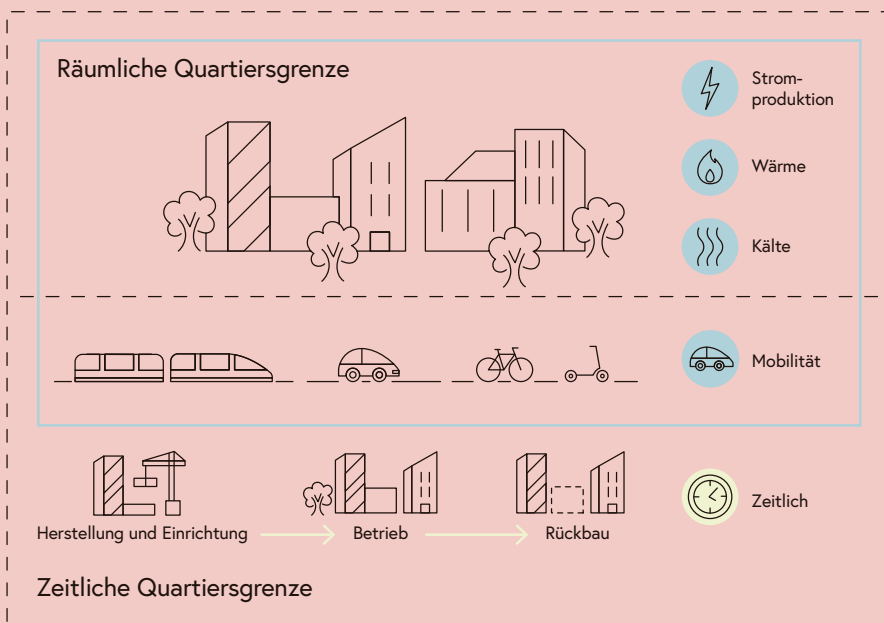 Räumliche Quartiersgrenze
Strom-
produktion
Wärme
Kälte
Mobilität
Herstellung und Einrichtung
Betrieb
Rückbau
Zeitlich
Zeitliche Quartiersgrenze